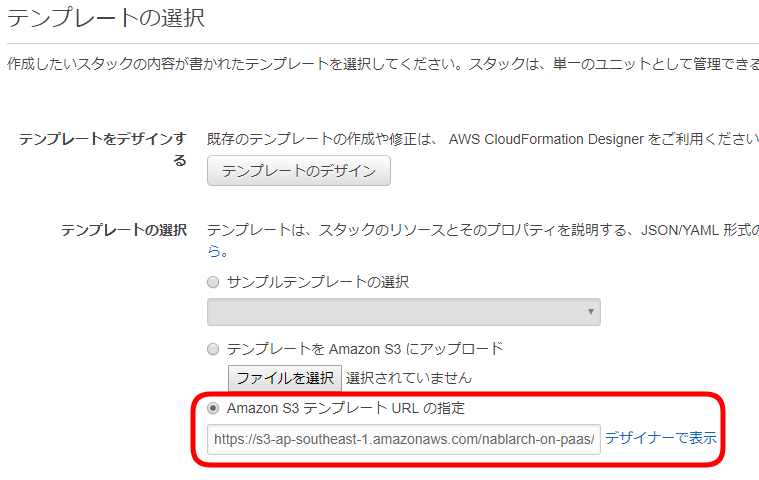 テンプレートの選択
作成したいスタックの内容が書かれたテンプレートを選択してください。スタックは、単一のユニットとして管理できる
テンプレートをデザインす
る
既存のテンプレートの作成や修正は、 AWS CloudFormation Designer をご利用ください
テンプレートのデザイン
テンプレートの選択
テンプレートは、スタックのリソースとそのプロパティを説明する、JSON/YAML 形式の
ら。
サンプルテンプレートの選択
テンプレートを Amazon S3 にアップロード
ファイルを選択 選択されていません
Amazon S3 テンプレート URL の指定
https://s3-ap-southeast-1.amazonaws.com/nablarch-on-paas/ デザイナーで表示